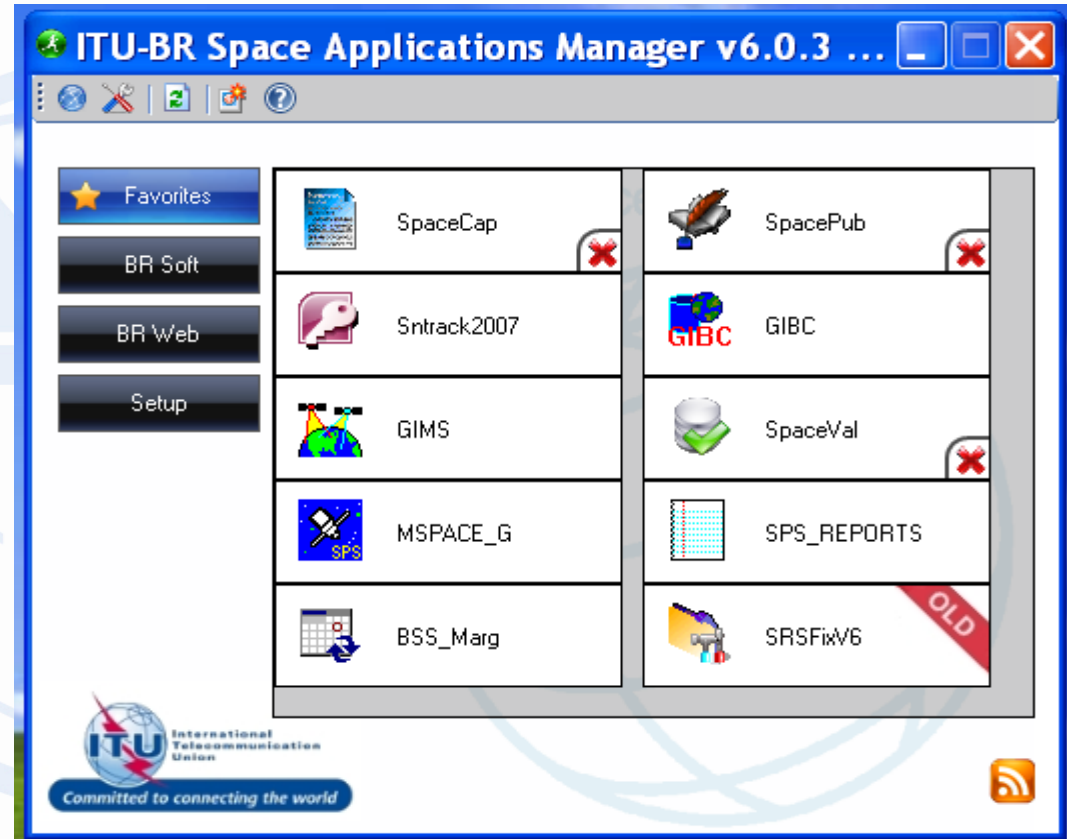 ITU-BR Space Applications Manager v6.0.3 ...
Favorites
BR Soft
BR Web
Setup
SpaceCap
SpacePub
Sntrack2007
GIBC
GIBC
GIMS
SpaceVal
SPS
MSPACE_G
SPS_REPORTS
BSS_Marg
SRSFixV6
OLD
ITU
International
Telecommunication
Union
Committed to connecting the world